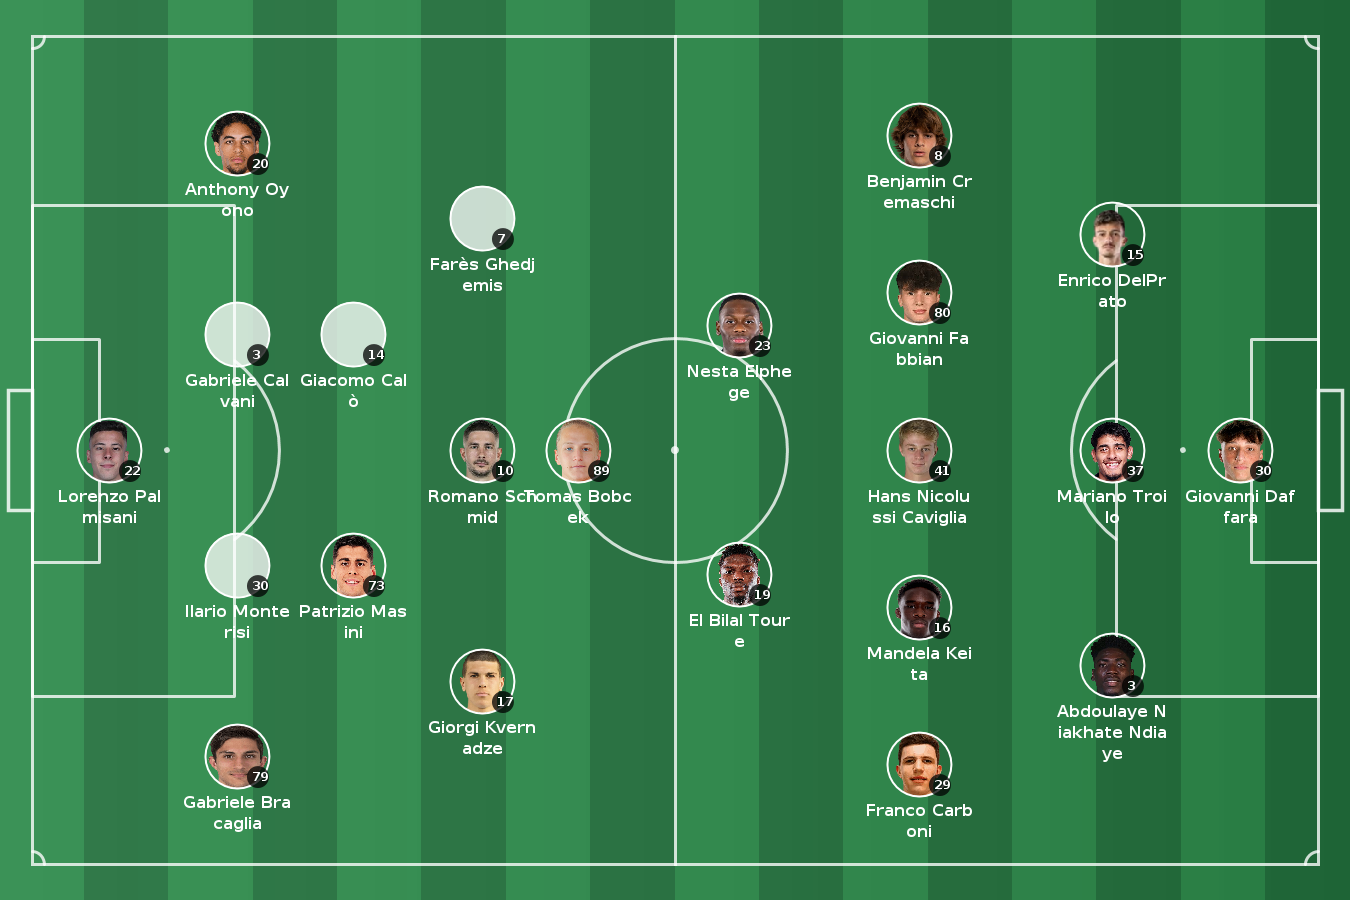 20
Anthony Oy
ono
3
Gabriele Cal
vani
30
Ilario Monte
risi
79
Gabriele Bra
caglia
22
Lorenzo Pal
misani
14
Giacomo Cal
ò
73
Patrizio Mas
ini
7
Farès Ghedj
emis
10
Romano Sch
mid
17
Giorgi Kvern
adze
89
Tomas Bobc
ek
23
Nesta Elphe
ge
19
El Bilal Tour
e
8
Benjamin Cr
emaschi
80
Giovanni Fa
bbian
41
Hans Nicolu
ssi Caviglia
16
Mandela Kei
ta
29
Franco Carb
oni
15
Enrico DelPr
ato
37
Mariano Troi
lo
3
Abdoulaye N
iakhate Ndia
ye
30
Giovanni Daf
fara